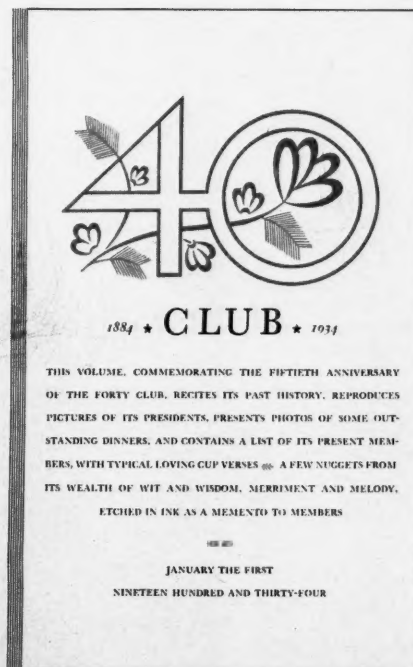 40
1884 ★ CLUB ★ 1934
THIS VOLUME, COMMEMORATING THE FIFTIETH ANNIVERSARY
OF THE FORTY CLUB, RECITES ITS PAST HISTORY, REPRODUCES
PICTURES OF ITS PRESIDENTS, PRESENTS PHOTOS OF SOME OUT-
STANDING DINNERS, AND CONTAINS A LIST OF ITS PRESENT MEM-
BERS, WITH TYPICAL LOVING CUP VERSES A FEW NUGGETS FROM
ITS WEALTH OF WIT AND WISDOM, MERRIMENT AND MELODY,
ETCHED IN INK AS A MEMENTO TO MEMBERS
JANUARY THE FIRST
NINETEEN HUNDRED AND THIRTY-FOUR